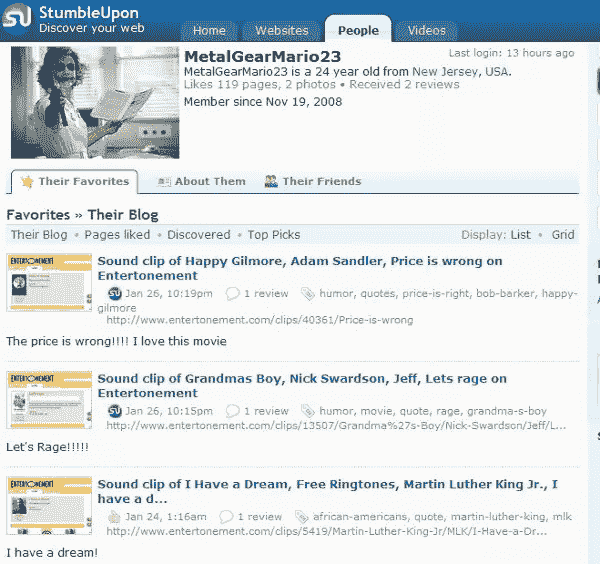 StumbleUpon
Discover your web
Home Websites People Videos
MetalGearMario23
Last login: 13 hours ago
MetalGearMario23 is a 24 year old from New Jersey, USA.
Likes 119 pages, 2 photos • Received 2 reviews
Member since Nov 19, 2008
Their Favorites About Them Their Friends
Favorites » Their Blog
Their Blog • Pages liked • Discovered • Top Picks Display: List • Grid
Sound clip of Happy Gilmore, Adam Sandler, Price is wrong on
Entertonement
Jan 26, 10:19pm 1 review humor, quotes, price-is-right, bob-barker, happy-
gilmore
http://www.entertonement.com/clips/40361/Price-is-wrong
The price is wrong!!!! I love this movie
Sound clip of Grandmas Boy, Nick Swardson, Jeff, Lets rage on
Entertonement
Jan 26, 10:15pm 1 review humor, movie, quote, rage, grandma-s-boy
http://www.entertonement.com/clips/13507/Grandma%27s-Boy/Nick-Swardson/Jeff/L...
Let's Rage!!!!!
Sound clip of I Have a Dream, Free Ringtones, Martin Luther King Jr., I
have a d...
Jan 24, 1:16am 1 review african-americans, quote, martin-luther-king, mlk
http://www.entertonement.com/clips/5419/Martin-Luther-King-Jr/MLK/I-Have-a-Dr...
I have a dream!